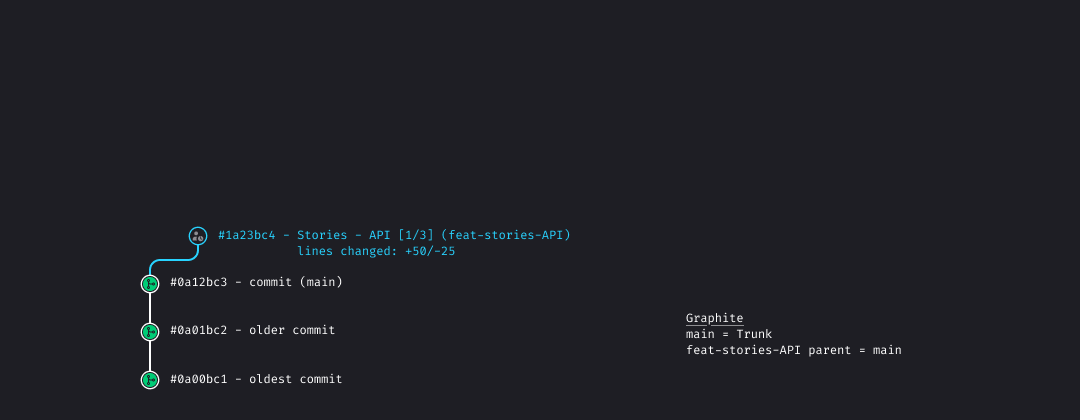 #1a23bc4 - Stories - API [1/3] (feat-stories-API)
lines changed: +50/-25
#0a12bc3 - commit (main)
#0a01bc2 - older commit
#0a00bc1 - oldest commit
Graphite
main = Trunk
feat-stories-API parent = main